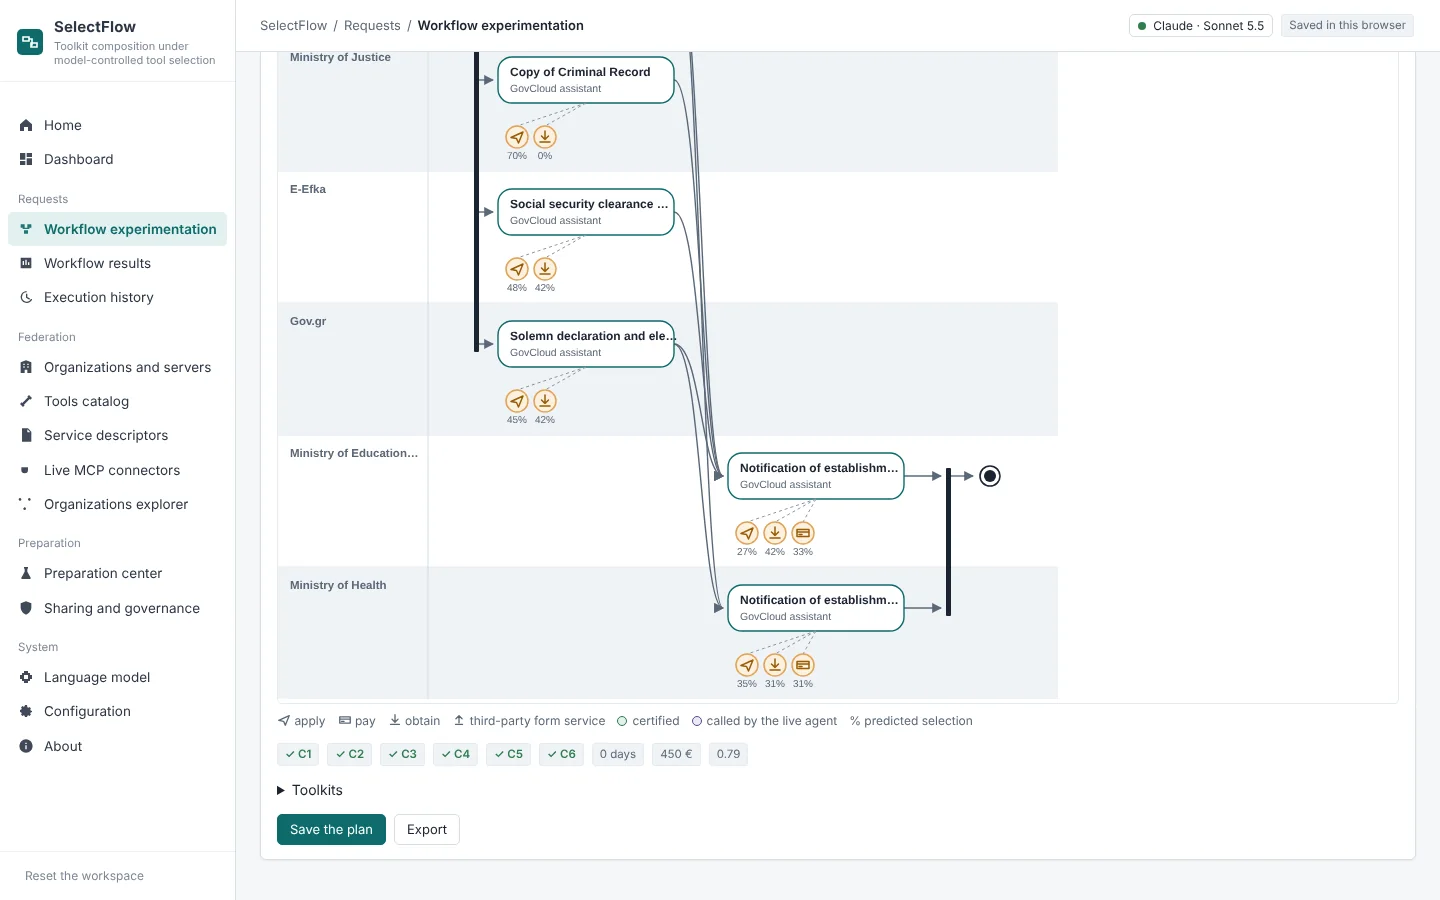 SelectFlow
Toolkit composition under
model-controlled tool selection
Home
Dashboard
Requests
Workflow experimentation
Workflow results
Execution history
Federation
Organizations and servers
Tools catalog
Service descriptors
Live MCP connectors
Organizations explorer
Preparation
Preparation center
Sharing and governance
System
Language model
Configuration
About
Reset the workspace
SelectFlow / Requests / Workflow experimentation
Claude · Sonnet 5.5
Saved in this browser
Ministry of Justice
Copy of Criminal Record
GovCloud assistant
70% 0%
E-Efka
Social security clearance ...
GovCloud assistant
48% 42%
Gov.gr
Solemn declaration and ele...
GovCloud assistant
45% 42%
Ministry of Education...
Notification of establishm...
GovCloud assistant
27% 42% 33%
Ministry of Health
Notification of establishm...
GovCloud assistant
35% 31% 31%
apply pay obtain third-party form service certified called by the live agent % predicted selection
✓ C1 ✓ C2 ✓ C3 ✓ C4 ✓ C5 ✓ C6 0 days 450 € 0.79
Toolkits
Save the plan Export